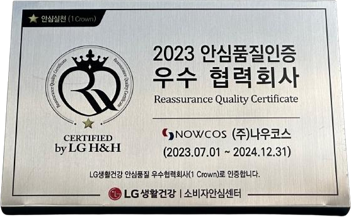 안심실천 (1 Crown)
2023 안심품질인증
우수 협력회사
Reassurance Quality Certificate
CERTIFIED
by LG H&H
NOWCOS (주)나우코스
(2023.07.01 ~ 2024.12.31)
LG생활건강 안심품질 우수협력회사(1 Crown)로 인증합니다.
LG생활건강 소비자안심센터